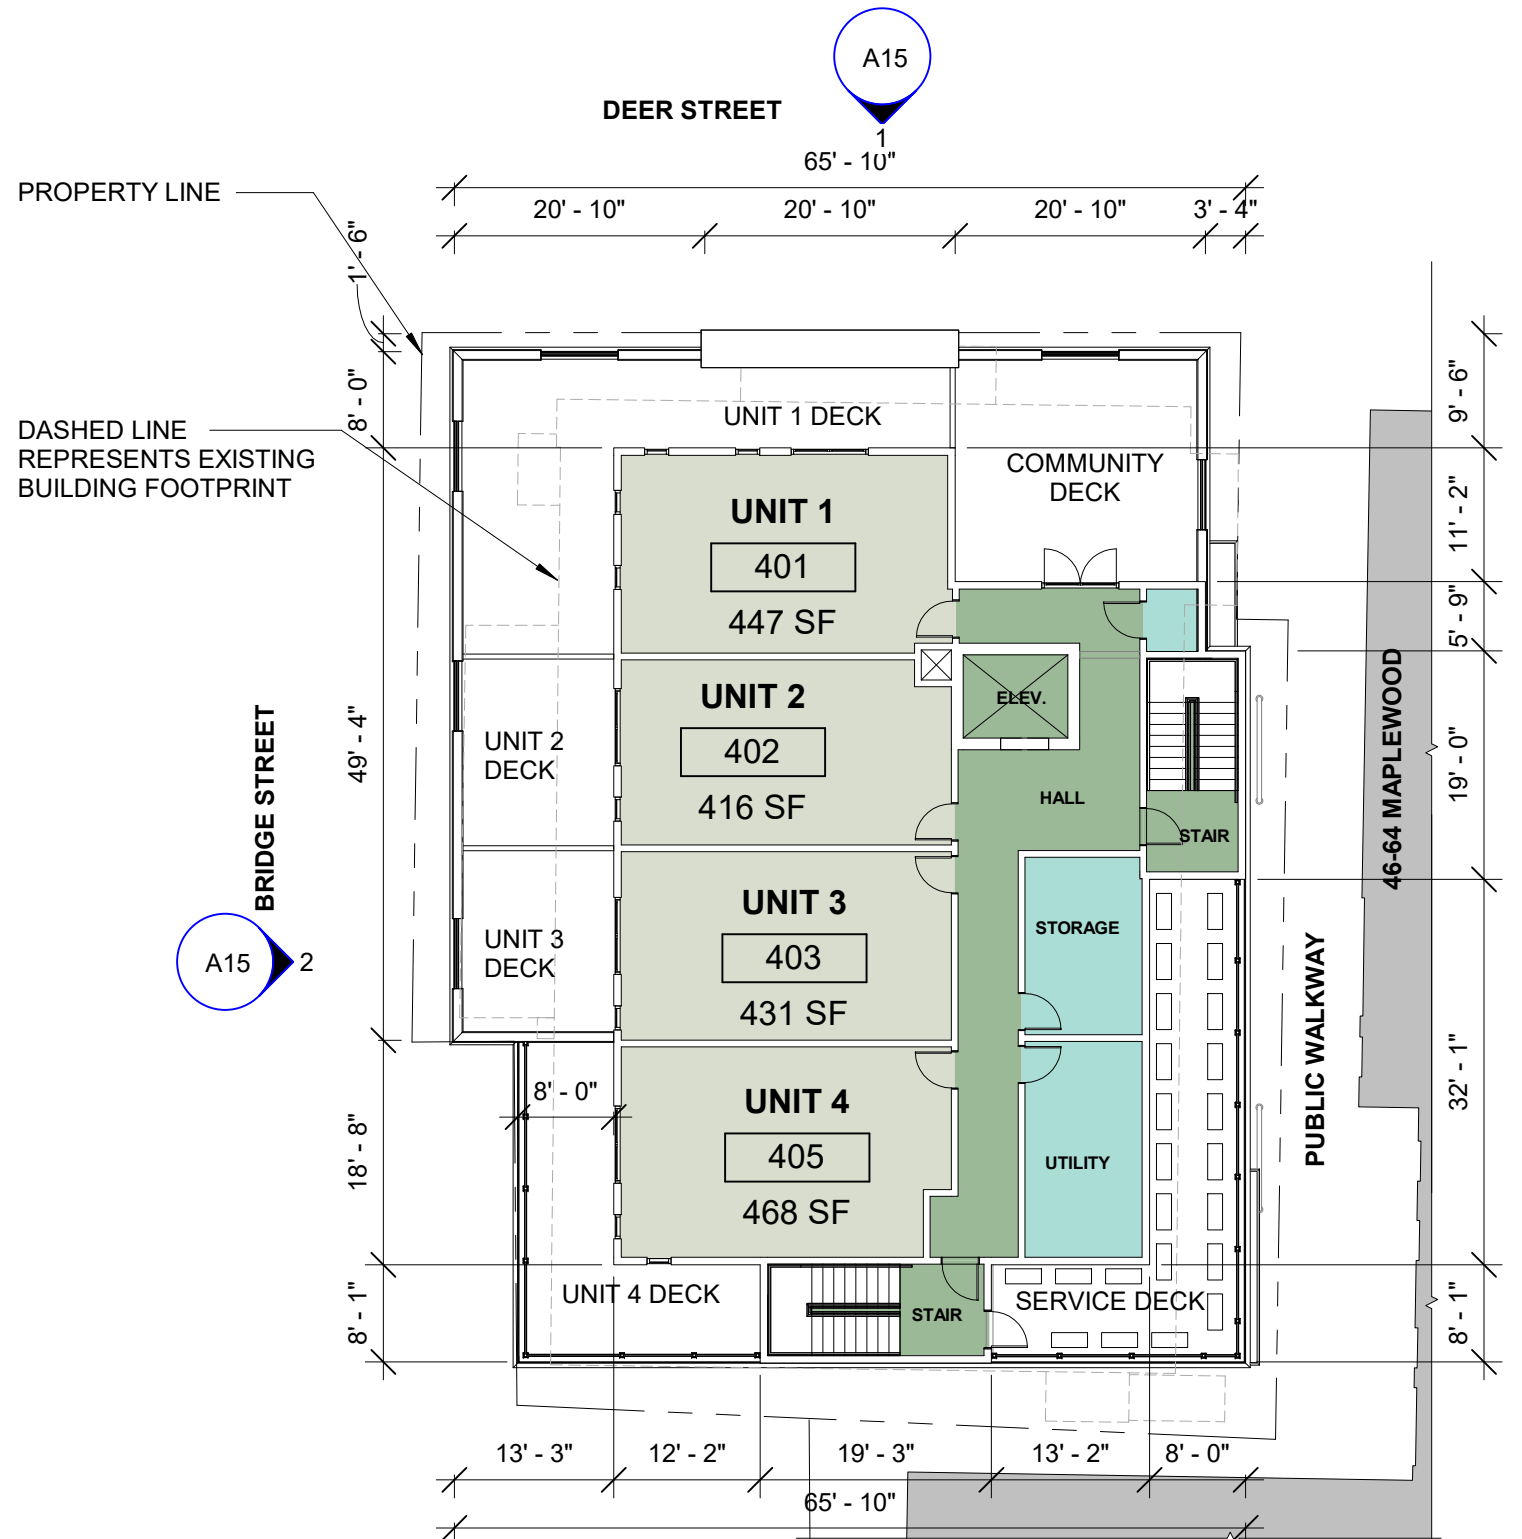 A15
DEER STREET
1
65' - 10"
PROPERTY LINE
20' - 10"
20' - 10"
20' - 10"
3' - 4"
1' - 6"
8' - 0"
9' - 6"
UNIT 1 DECK
DASHED LINE
REPRESENTS EXISTING
BUILDING FOOTPRINT
COMMUNITY
DECK
UNIT 1
401
447 SF
11' - 2"
5' - 9"
UNIT 2
402
416 SF
ELEV.
UNIT 2
DECK
49' - 4"
BRIDGE STREET
HALL
STAIR
19' - 0"
46-64 MAPLEWOOD
UNIT 3
403
431 SF
STORAGE
UNIT 3
DECK
A15
2
PUBLIC WALKWAY
8' - 0"
UNIT 4
405
468 SF
UTILITY
32' - 1"
18' - 8"
UNIT 4 DECK
STAIR
SERVICE DECK
8' - 1"
8' - 1"
13' - 3"
12' - 2"
19' - 3"
13' - 2"
8' - 0"
65' - 10"